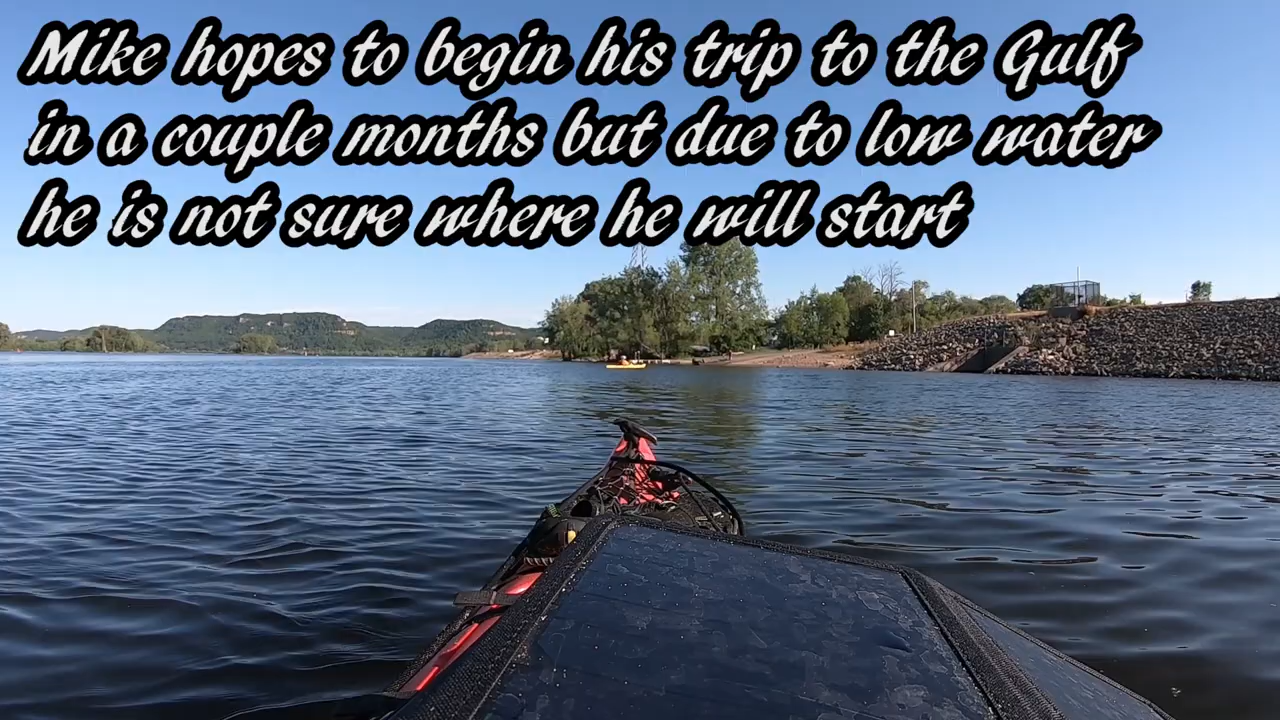 Mike hopes to begin his trip to the Gulf
in a couple months but due to low water
he is not sure where he will start